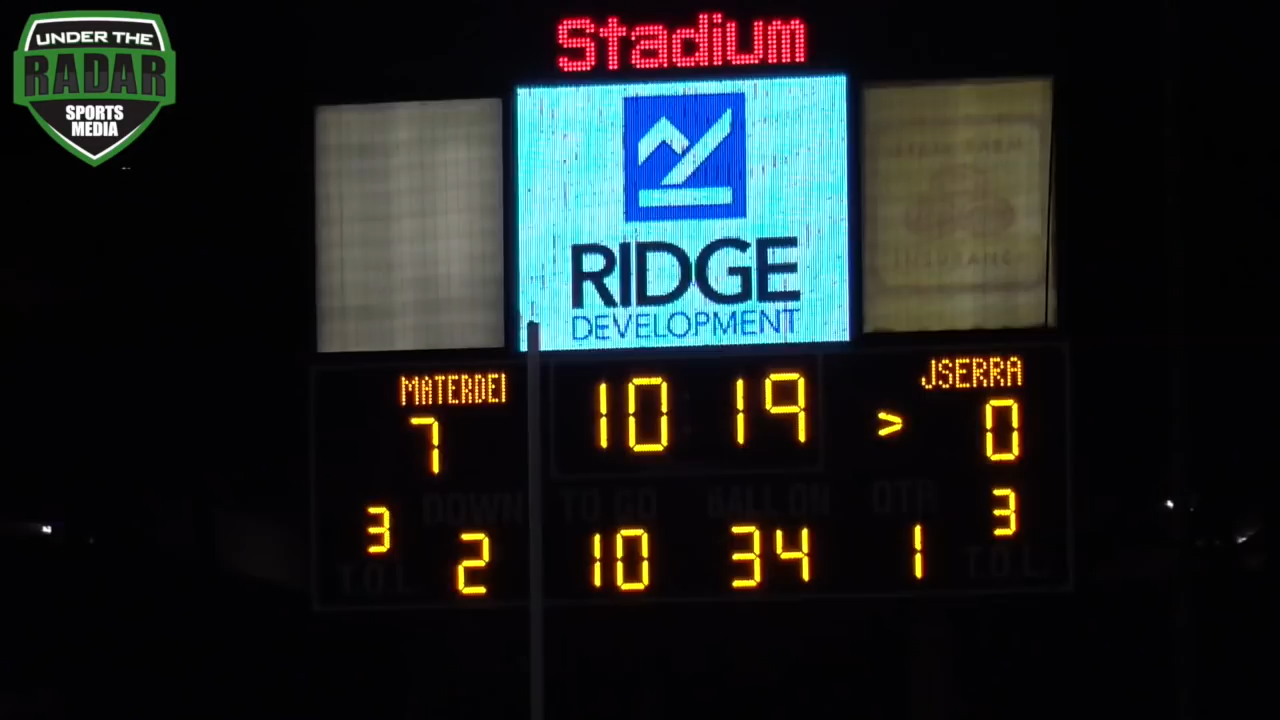 UNDER THE
RADAR
SPORTS
MEDIA
Stadium
RIDGE
DEVELOPMENT
MATERDEI
JSERRA
7
10 19
>
0
DOWN
TO GO
BALL ON
QTR
3
2
10
34
1
3
T.O.L.
T.O.L.